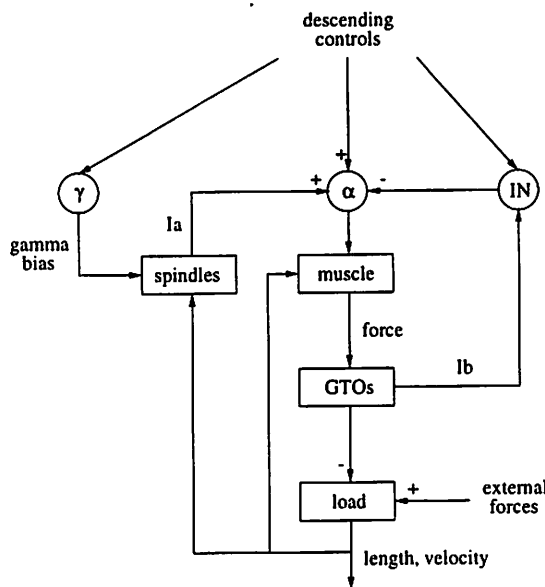 descending
controls
+
γ
+
α
-
IN
Ia
gamma
bias
spindles
muscle
force
GTOs
Ib
-
load
+
external
forces
length, velocity